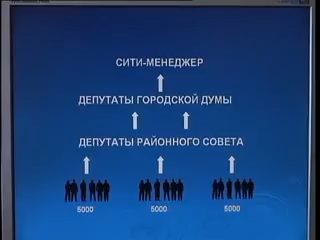 СИТИ-МЕНЕДЖЕР
ДЕПУТАТЫ ГОРОДСКОЙ ДУМЫ
ДЕПУТАТЫ РАЙОННОГО СОВЕТА
5000 5000 5000